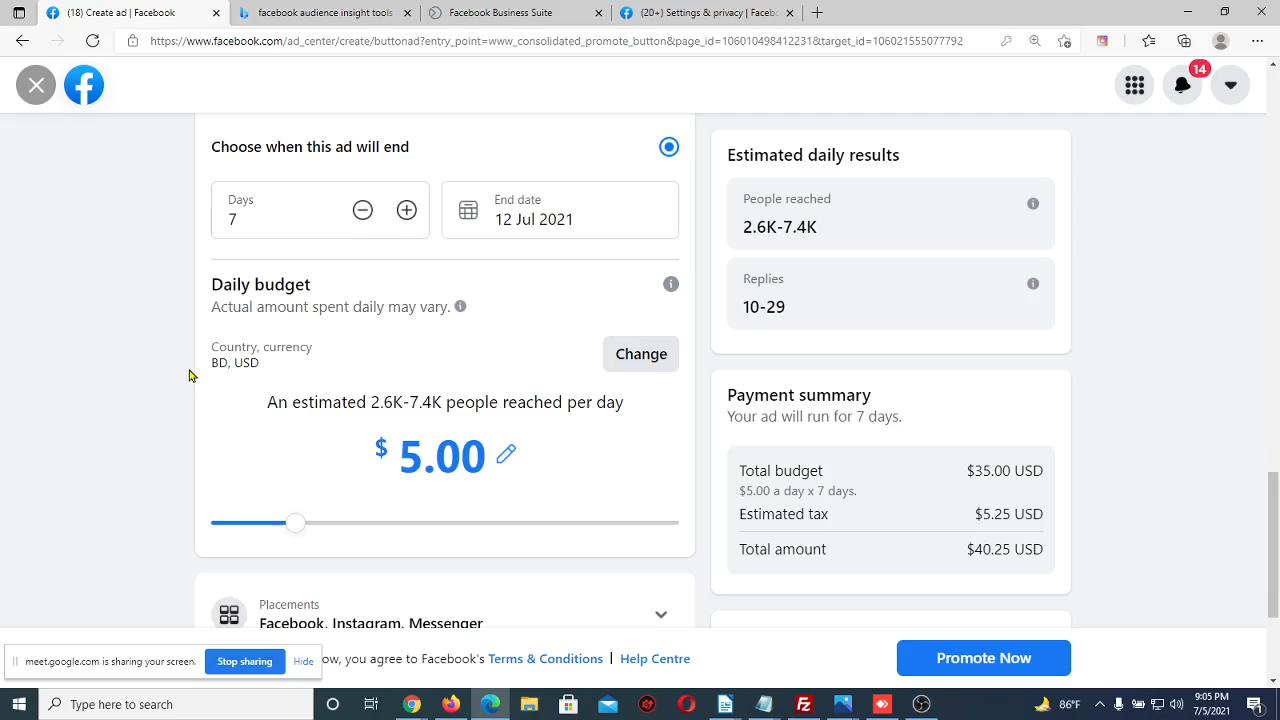 (18) Create ad | Facebook
facebook audience insight tools
Facebook Business Suite
(20+) Settings & privacy | Faceb
https://www.facebook.com/ad_center/create/buttonad?entry_point=www_consolidated_promote_button&page_id=106010498412231&target_id=106021555077792
14
Choose when this ad will end
Days
7
End date
12 Jul 2021
Daily budget
Actual amount spent daily may vary.
Country, currency
BD, USD
Change
An estimated 2.6K-7.4K people reached per day
$ 5.00
Placements
Facebook, Instagram, Messenger
Estimated daily results
People reached
2.6K-7.4K
Replies
10-29
Payment summary
Your ad will run for 7 days.
Total budget $35.00 USD
$5.00 a day x 7 days.
Estimated tax $5.25 USD
Total amount $40.25 USD
meet.google.com is sharing your screen. Stop sharing Hide
ow, you agree to Facebook's Terms & Conditions | Help Centre
Promote Now
Type here to search
86°F
9:05 PM
7/5/2021